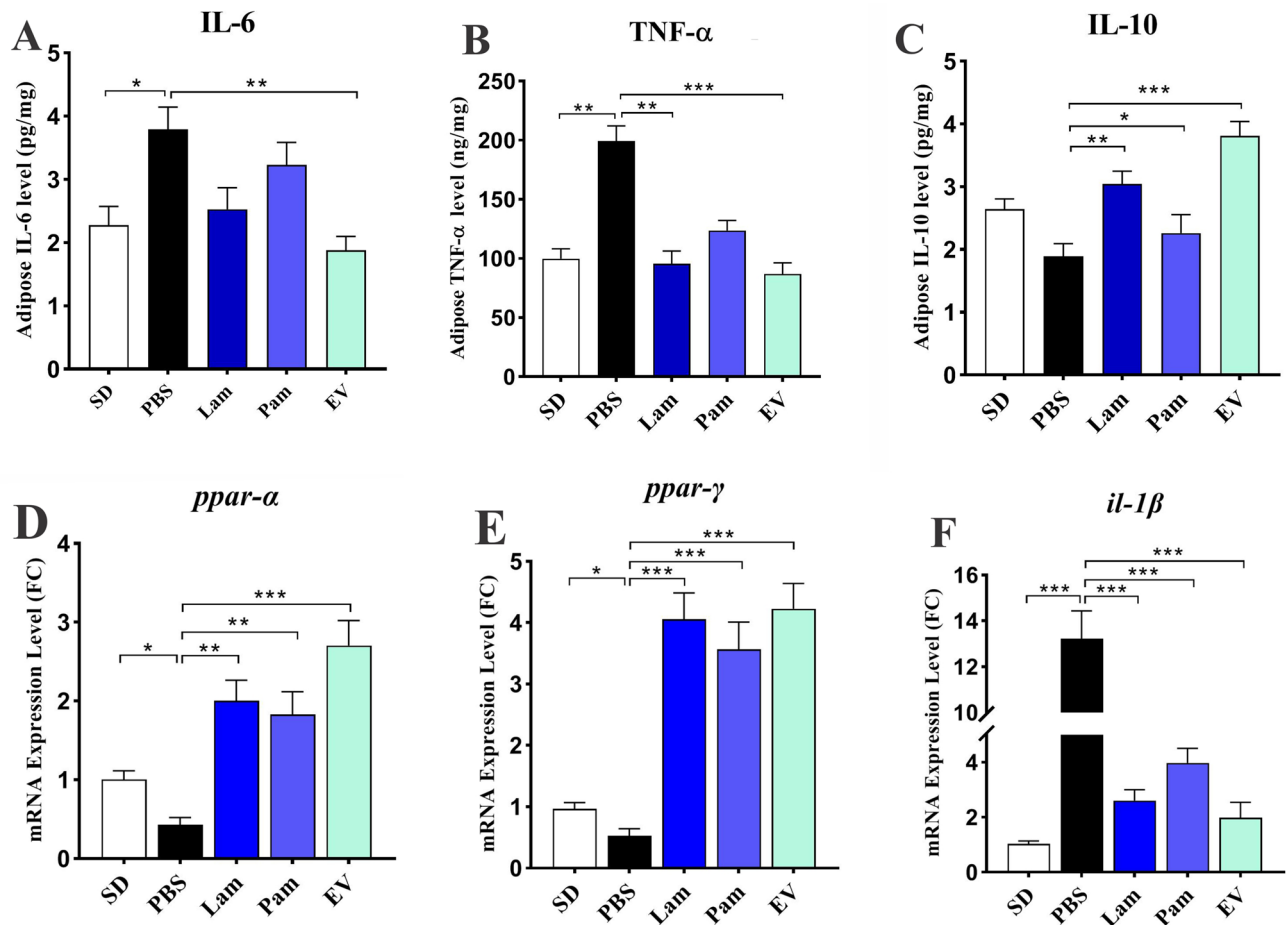 A
IL-6
Adipose IL-6 level (pg/mg)
5
4
3
2
1
0
*
**
SD
PBS
Lam
Pam
EV
B
TNF-α
Adipose TNF-α level (ng/mg)
250
200
150
100
50
0
***
**
**
SD
PBS
Lam
Pam
EV
C
IL-10
Adipose IL-10 level (pg/mg)
5
4
3
2
1
0
***
*
**
SD
PBS
Lam
Pam
EV
D
ppar-α
mRNA Expression Level (FC)
4
3
2
1
0
***
**
*
**
SD
PBS
Lam
Pam
EV
E
ppar-γ
mRNA Expression Level (FC)
5
4
2
1
0
***
***
*
***
SD
PBS
Lam
Pam
EV
F
il-1β
mRNA Expression Level (FC)
16
14
12
10
4
2
0
***
***
***
***
SD
PBS
Lam
Pam
EV